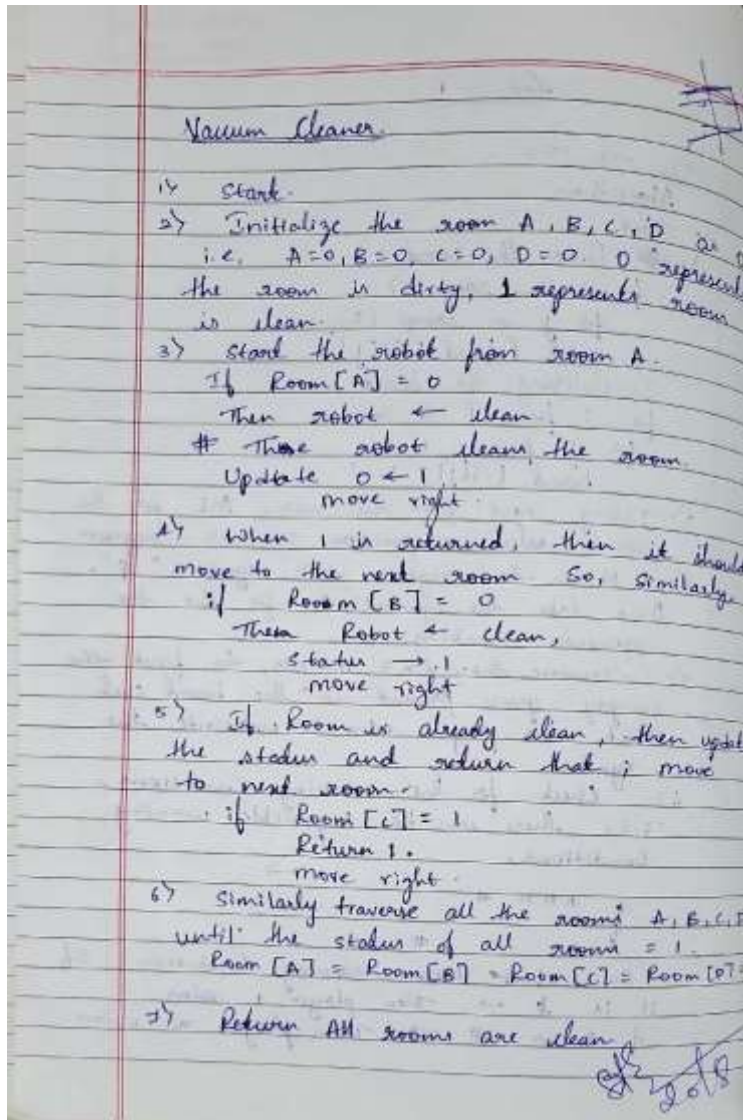 Vacuum Cleaner.
1) Start.
2) Initialize the room A, B, C, D as 0
i.e. A=0, B=0, C=0, D=0. 0 represents
the room is dirty, 1 represents room
is clean.
3) Start the robot from room A.
If Room[A] = 0
Then robot ← clean
# robot cleans the room.
Update 0 ← 1
move right.
4) When 1 is returned, then it should
move to the next room So, similarly
if Room [B] = 0
Then Robot ← clean,
status → 1
move right
5) If Room is already clean, then update
the status and return that; move
to next room.
if Room [C] = 1
Return 1.
move right.
6) Similarly traverse all the rooms A, B, C, D
until the status of all rooms = 1.
Room [A] = Room[B] = Room[C] = Room [D] =
7) Return All rooms are clean